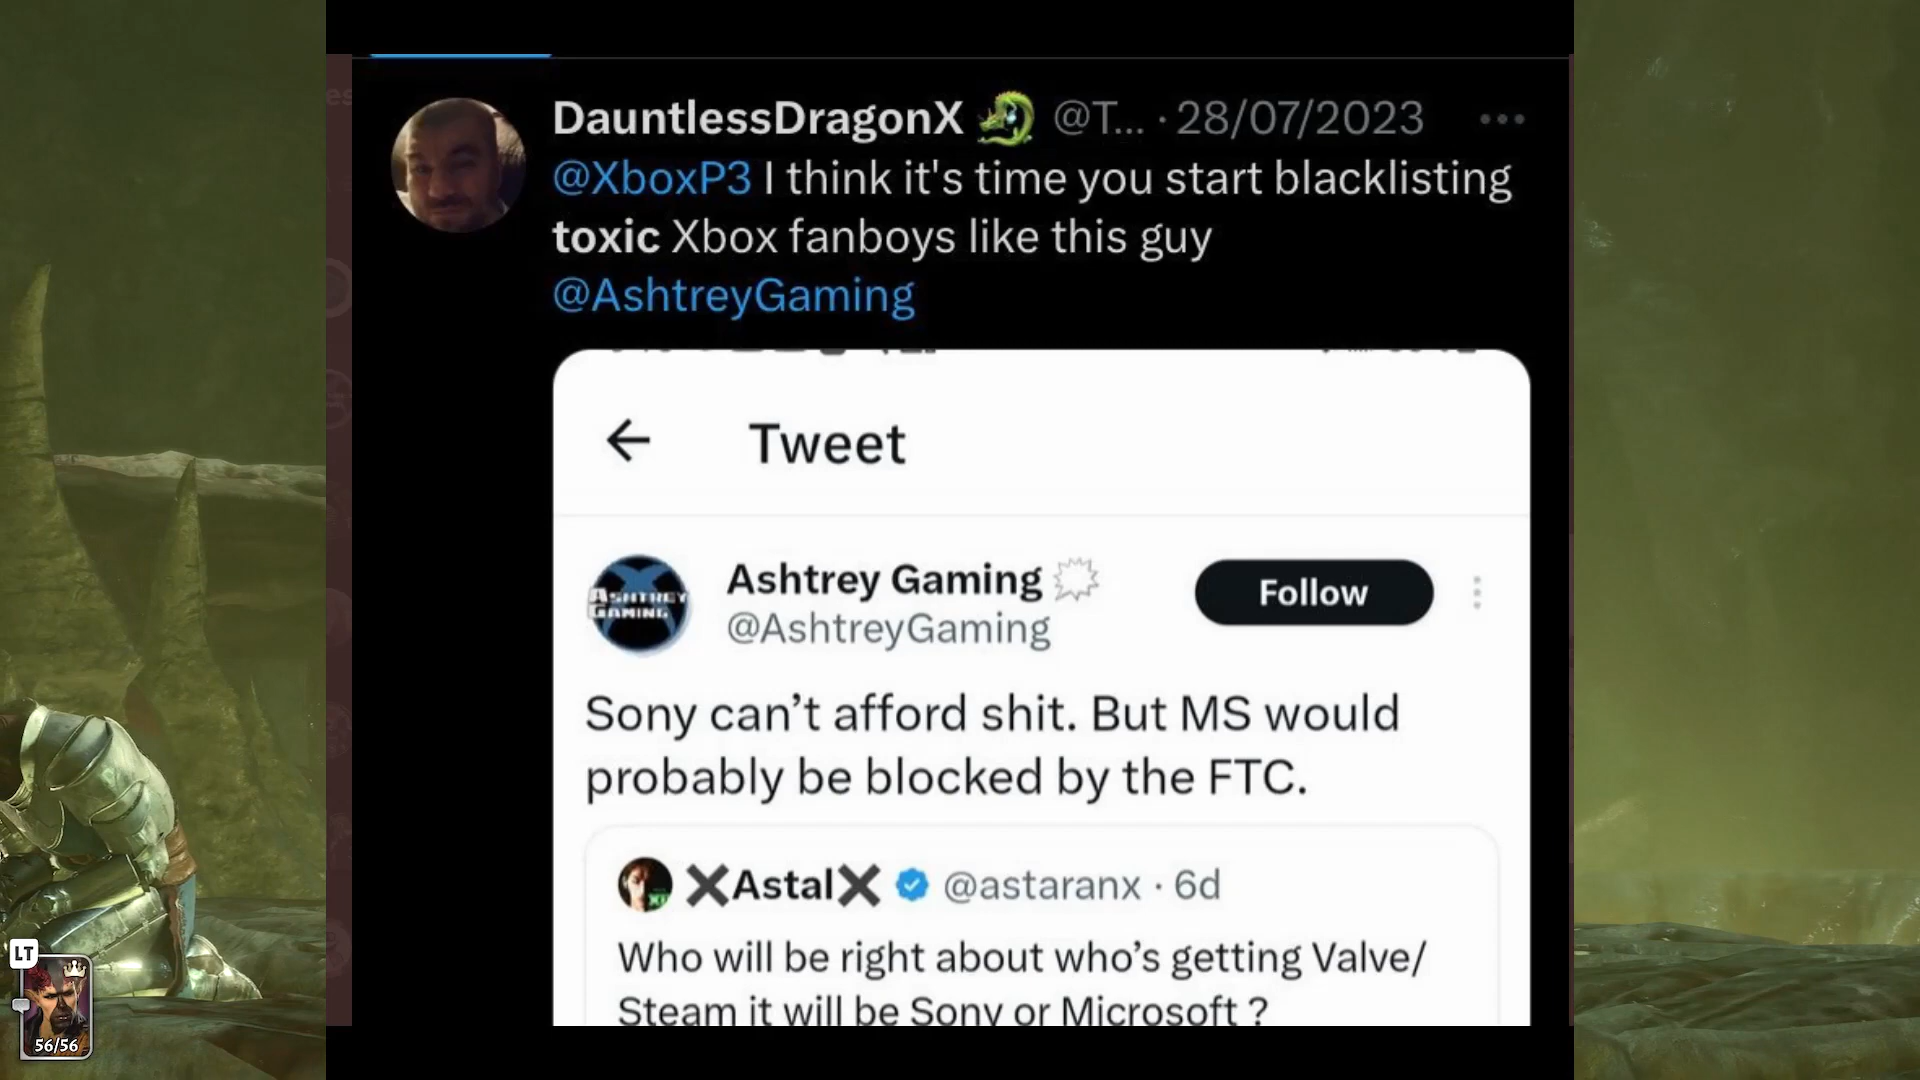 DauntlessDragonX @T... · 28/07/2023
@XboxP3 I think it's time you start blacklisting
toxic Xbox fanboys like this guy
@AshtreyGaming
Tweet
Ashtrey Gaming
ASHTREY
GAMING
@AshtreyGaming
Follow
Sony can’t afford shit. But MS would
probably be blocked by the FTC.
❌Astal❌ @astaranx · 6d
Who will be right about who’s getting Valve/
Steam it will be Sony or Microsoft ?
LT
56/56